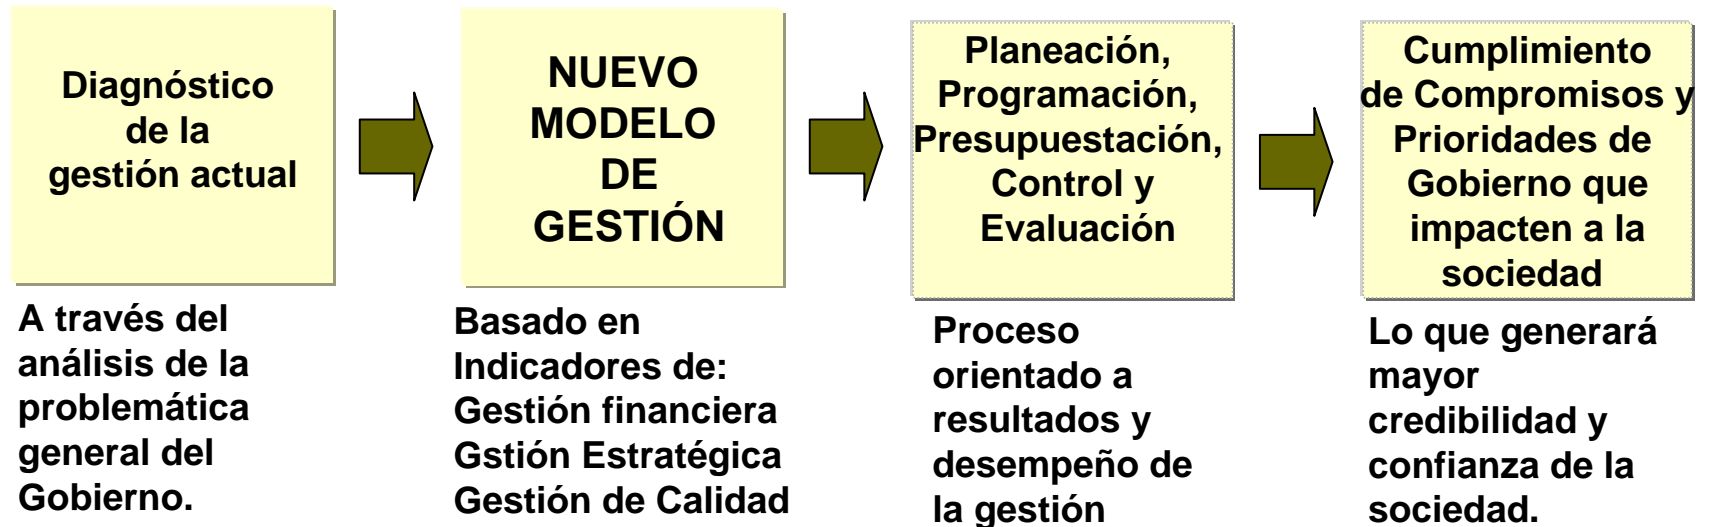 Diagnóstico
de la
gestión actual
A través del
análisis de la
problemática
general del
Gobierno.
NUEVO
MODELO
DE
GESTIÓN
Basado en
Indicadores de:
Gestión financiera
Gstión Estratégica
Gestión de Calidad
Planeación,
Programación,
Presupuestación,
Control y
Evaluación
Proceso
orientado a
resultados y
desempeño de
la gestión
Cumplimiento
de Compromisos y
Prioridades de
Gobierno que
impacten a la
sociedad
Lo que generará
mayor
credibilidad y
confianza de la
sociedad.